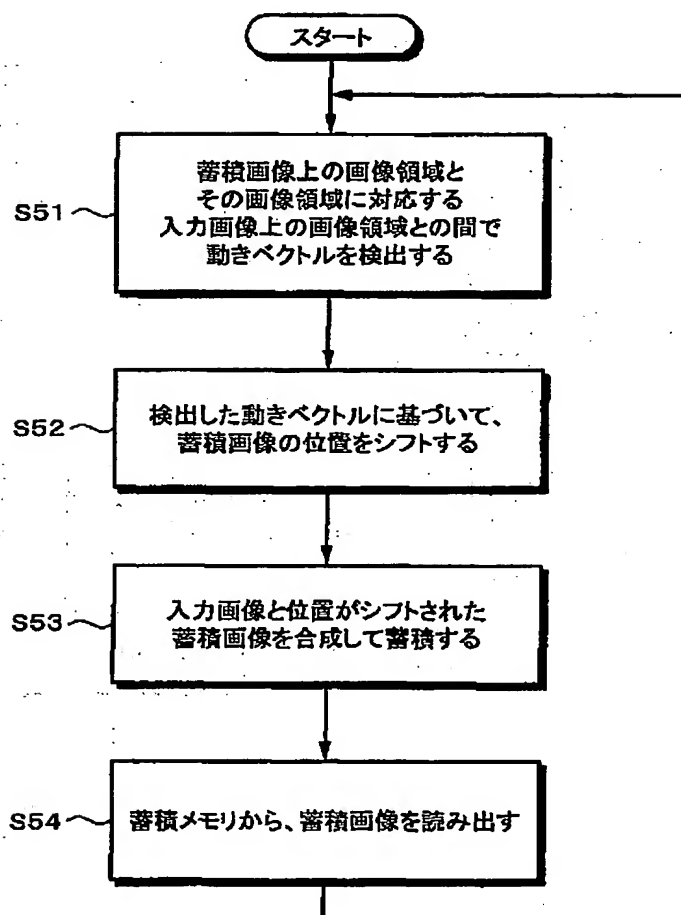 スタート
S51
蓄積画像上の画像領域と
その画像領域に対応する
入力画像上の画像領域との間で
動きベクトルを検出する
S52
検出した動きベクトルに基づいて、
蓄積画像の位置をシフトする
S53
入力画像と位置がシフトされた
蓄積画像を合成して蓄積する
S54
蓄積メモリから、蓄積画像を読み出す